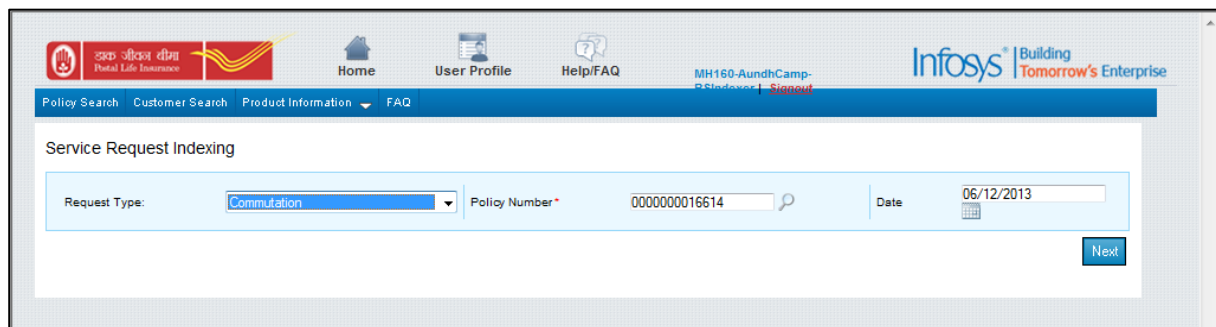 डाक जीवन बीमा
Postal Life Insurance
Home
User Profile
Help/FAQ
MH160-AundhCamp-
RSIndexer | Signout
Infosys® | Building
Tomorrow's Enterprise
Policy Search Customer Search Product Information FAQ
Service Request Indexing
Request Type: Commutation Policy Number* 0000000016614 Date 06/12/2013
Next